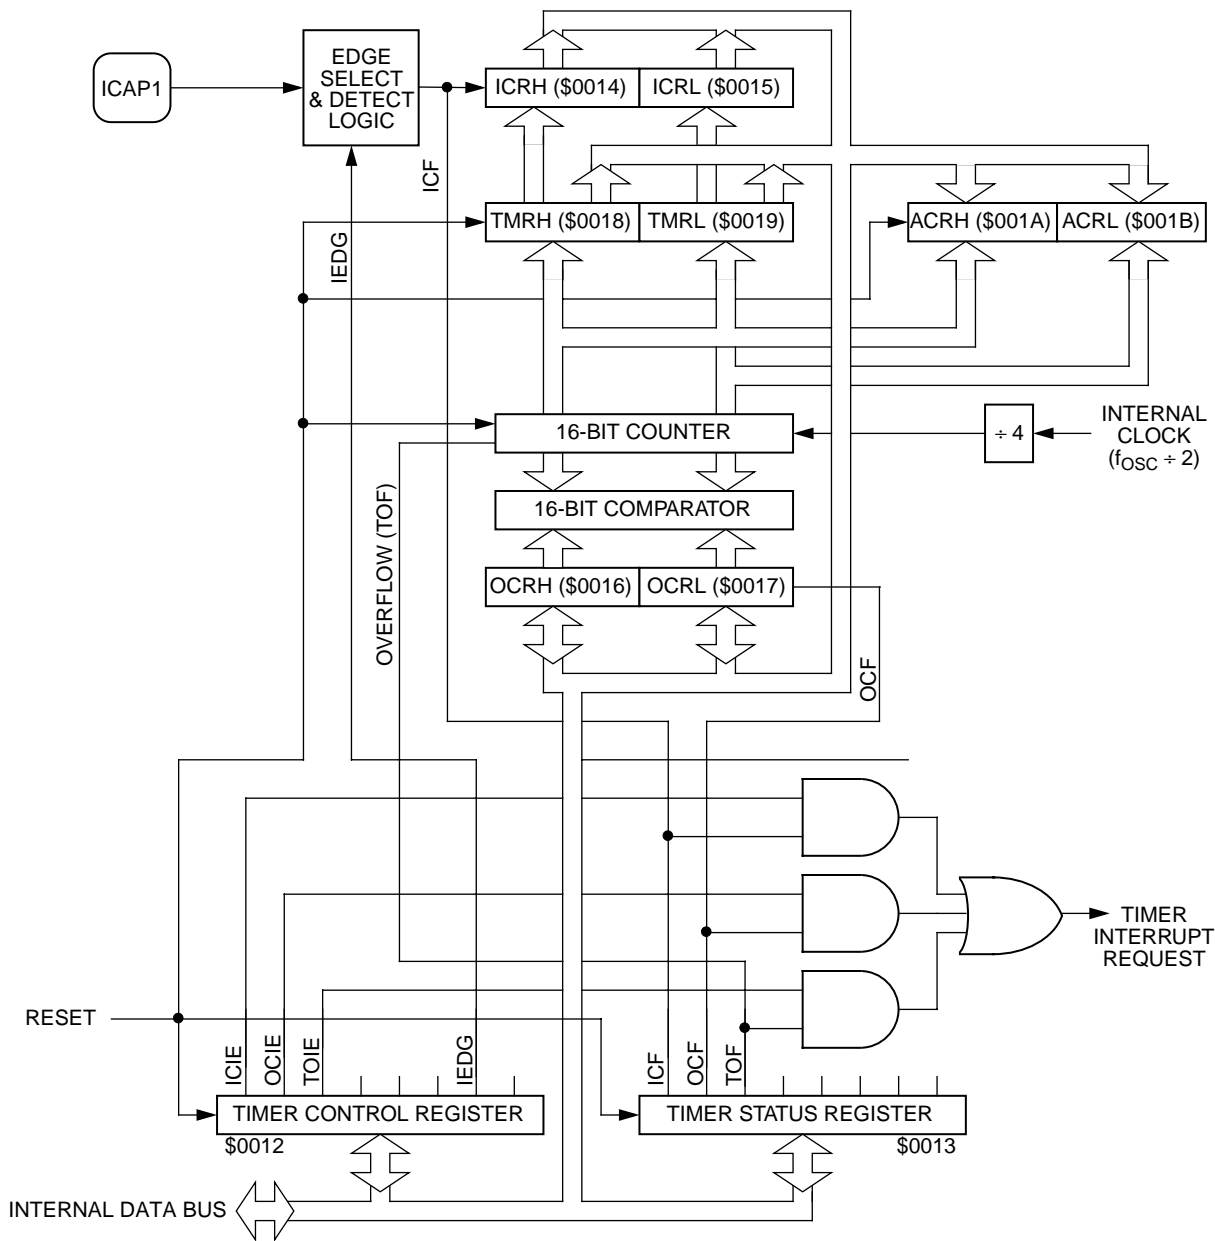 ICAP1
EDGE
SELECT
& DETECT
LOGIC
ICRH ($0014)
ICRL ($0015)
ICF
IEDG
TMRH ($0018)
TMRL ($0019)
ACRH ($001A)
ACRL ($001B)
16-BIT COUNTER
÷ 4
INTERNAL
CLOCK
(fOSC ÷ 2)
16-BIT COMPARATOR
OVERFLOW (TOF)
OCRH ($0016)
OCRL ($0017)
OCF
TIMER
INTERRUPT
REQUEST
RESET
ICIE
OCIE
TOIE
IEDG
ICF
OCF
TOF
TIMER CONTROL REGISTER
$0012
TIMER STATUS REGISTER
$0013
INTERNAL DATA BUS